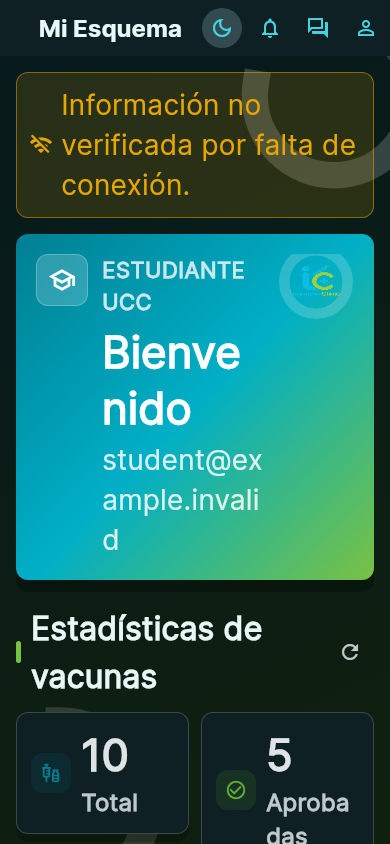 Mi Esquema
Información no
verificada por falta de
conexión.
ESTUDIANTE
UCC
Bienve
nido
student@ex
ample.invali
d
Estadísticas de
vacunas
10
Total
5
Aproba
das